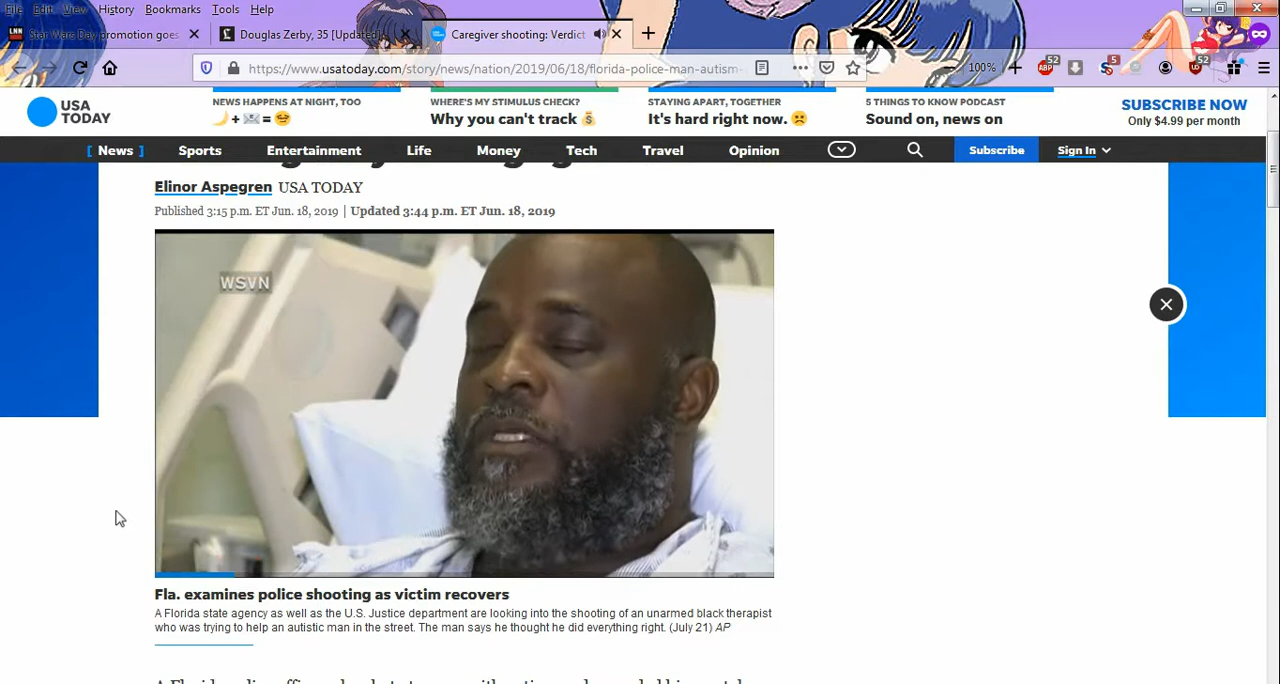 File Edit View History Bookmarks Tools Help
Star Wars Day promotion goes
Douglas Zerby, 35 [Updated]
Caregiver shooting: Verdict
https://www.usatoday.com/story/news/nation/2019/06/18/florida-police-man-autism-
100%
52
5
52
USA
TODAY
NEWS HAPPENS AT NIGHT, TOO
🌙 + ✉️ = 😊
WHERE'S MY STIMULUS CHECK?
Why you can't track 💰
STAYING APART, TOGETHER
It's hard right now. ☹️
5 THINGS TO KNOW PODCAST
Sound on, news on
SUBSCRIBE NOW
Only $4.99 per month
[ News ] Sports Entertainment Life Money Tech Travel Opinion Subscribe Sign In
Elinor Aspegren USA TODAY
Published 3:15 p.m. ET Jun. 18, 2019 | Updated 3:44 p.m. ET Jun. 18, 2019
WSVN
Fla. examines police shooting as victim recovers
A Florida state agency as well as the U.S. Justice department are looking into the shooting of an unarmed black therapist
who was trying to help an autistic man in the street. The man says he thought he did everything right. (July 21) AP